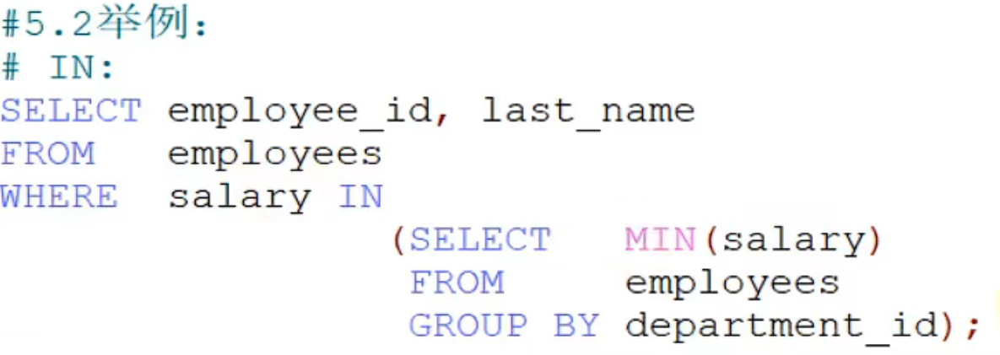 #5.2举例:
# IN:
SELECT employee_id, last_name
FROM employees
WHERE salary IN
(SELECT MIN(salary)
FROM employees
GROUP BY department_id);